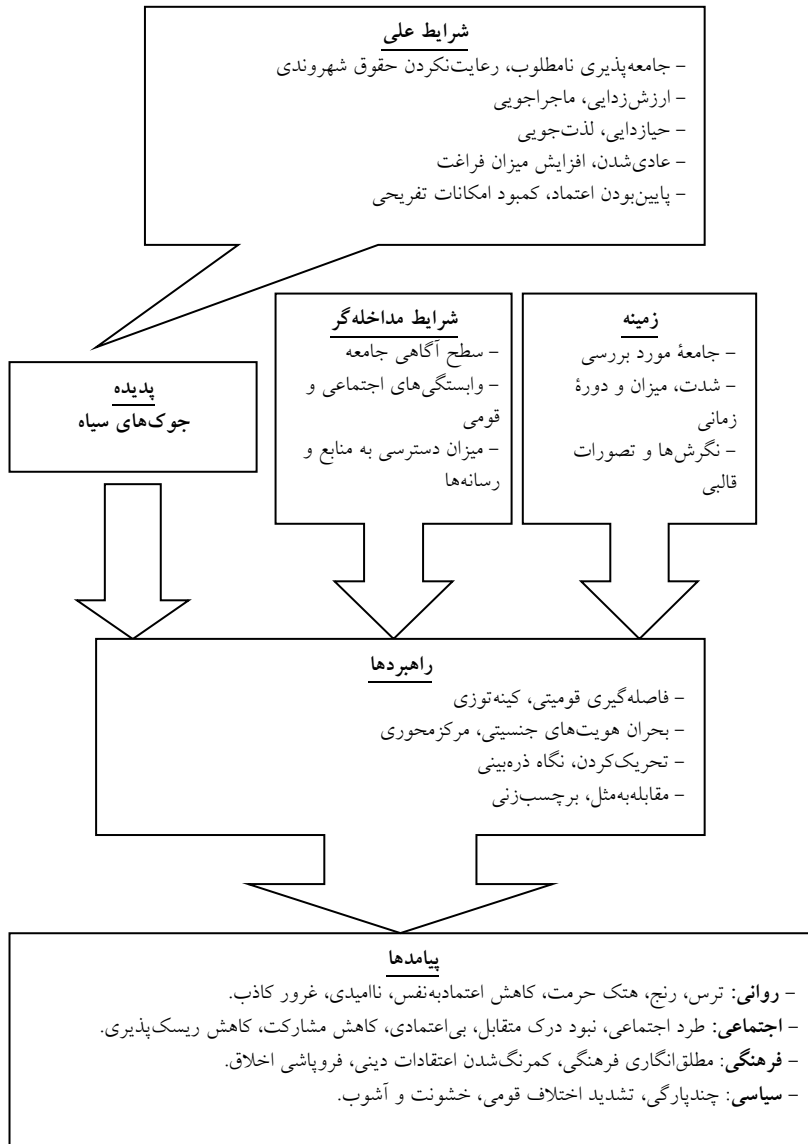 شرایط علی
- جامعه‌پذیری نامطلوب، رعایت‌نکردن حقوق شهروندی
- ارزش‌زدایی، ماجراجویی
- حیازدایی، لذت‌جویی
- عادی‌شدن، افزایش میزان فراغت
- پایین‌بودن اعتماد، کمبود امکانات تفریحی
زمینه
- جامعۀ مورد بررسی
- شدت، میزان و دورۀ
زمانی
- نگرش‌ها و تصورات
قالبی
شرایط مداخله‌گر
- سطح آگاهی جامعه
- وابستگی‌های اجتماعی و
قومی
- میزان دسترسی به منابع و
رسانه‌ها
پدیده
جوک‌های سیاه
راهبردها
- فاصله‌گیری قومیتی، کینه‌توزی
- بحران هویت‌های جنسیتی، مرکزمحوری
- تحریک‌کردن، نگاه ذره‌بینی
- مقابله‌به‌مثل، برچسب‌زنی
پیامدها
- روانی: ترس، رنج، هتک حرمت، کاهش اعتمادبه‌نفس، ناامیدی، غرور کاذب.
- اجتماعی: طرد اجتماعی، نبود درک متقابل، بی‌اعتمادی، کاهش مشارکت، کاهش ریسک‌پذیری.
- فرهنگی: مطلق‌انگاری فرهنگی، کمرنگ‌شدن اعتقادات دینی، فروپاشی اخلاق.
- سیاسی: چندپارگی، تشدید اختلاف قومی، خشونت و آشوب.